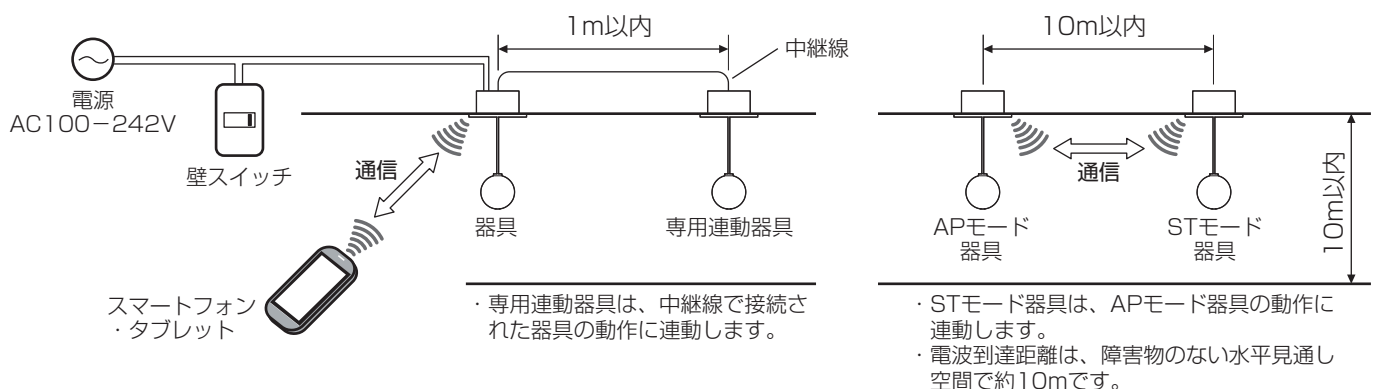 電源
AC100-242V
壁スイッチ
1m以内
中継線
通信
器具
専用連動器具
スマートフォン
・タブレット
・専用連動器具は、中継線で接続さ
れた器具の動作に連動します。
10m以内
通信
APモード
器具
STモード
器具
10m以内
・STモード器具は、APモード器具の動作に
連動します。
・電波到達距離は、障害物のない水平見通し
空間で約10mです。